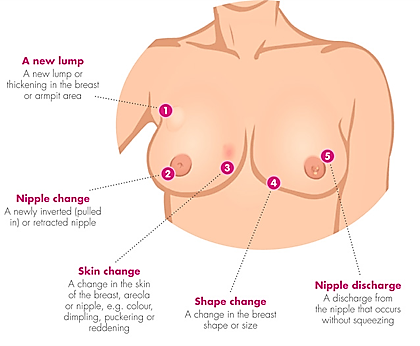 A new lump
A new lump or
thickening in the breast
or armpit area
1
2
3
4
5
Nipple change
A newly inverted (pulled
in) or retracted nipple
Skin change
A change in the skin
of the breast, areola
or nipple, e.g. colour,
dimpling, puckering or
reddening
Shape change
A change in the breast
shape or size
Nipple discharge
A discharge from
the nipple that occurs
without squeezing